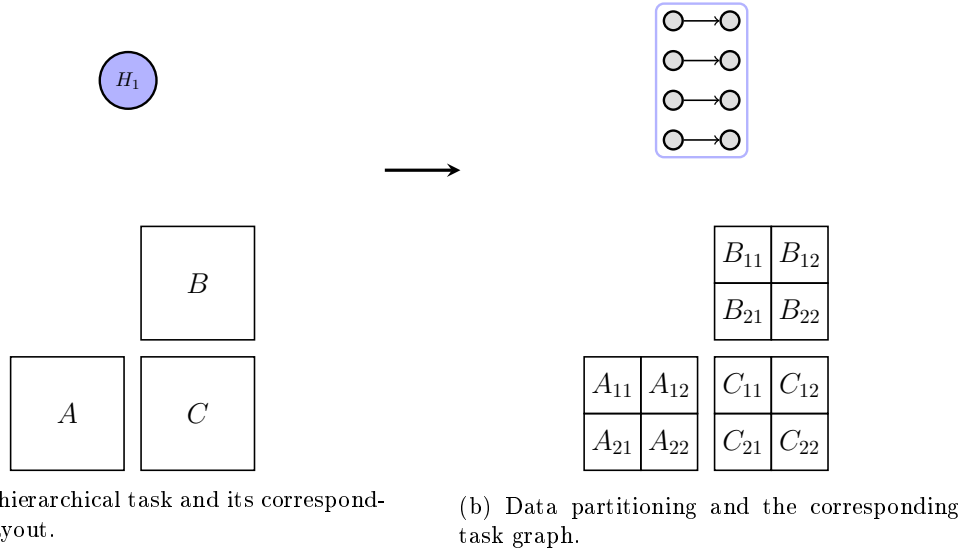 H1
B
A C
hierarchical task and its correspond-
B11 B12
B21 B22
A11 A12 C11 C12
A21 A22 C21 C22
(b) Data partitioning and the corresponding
task graph.